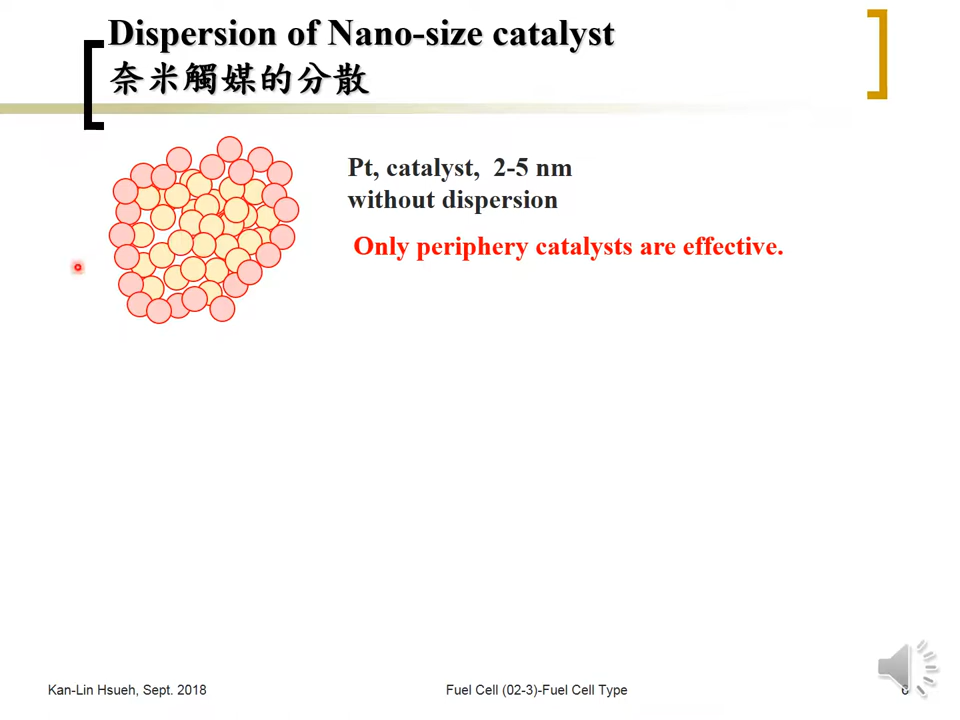 Dispersion of Nano-size catalyst
奈米觸媒的分散
Pt, catalyst, 2-5 nm
without dispersion
Only periphery catalysts are effective.
Kan-Lin Hsueh, Sept. 2018
Fuel Cell (02-3)-Fuel Cell Type